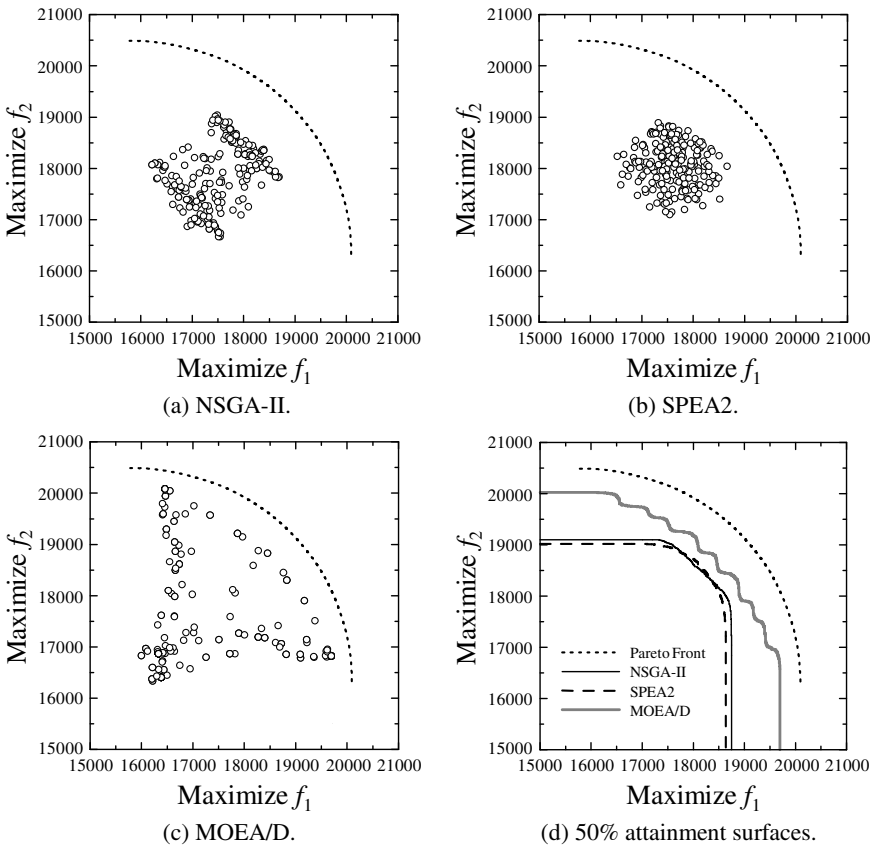 21000
20000
19000
18000
17000
16000
15000
Maximize f2
15000 16000 17000 18000 19000 20000 21000
Maximize f1
(a) NSGA-II.
21000
20000
19000
18000
17000
16000
15000
Maximize f2
15000 16000 17000 18000 19000 20000 21000
Maximize f1
(b) SPEA2.
21000
20000
19000
18000
17000
16000
15000
Maximize f2
15000 16000 17000 18000 19000 20000 21000
Maximize f1
(c) MOEA/D.
21000
20000
19000
18000
17000
16000
15000
Maximize f2
Pareto Front
NSGA-II
SPEA2
MOEA/D
15000 16000 17000 18000 19000 20000 21000
Maximize f1
(d) 50% attainment surfaces.